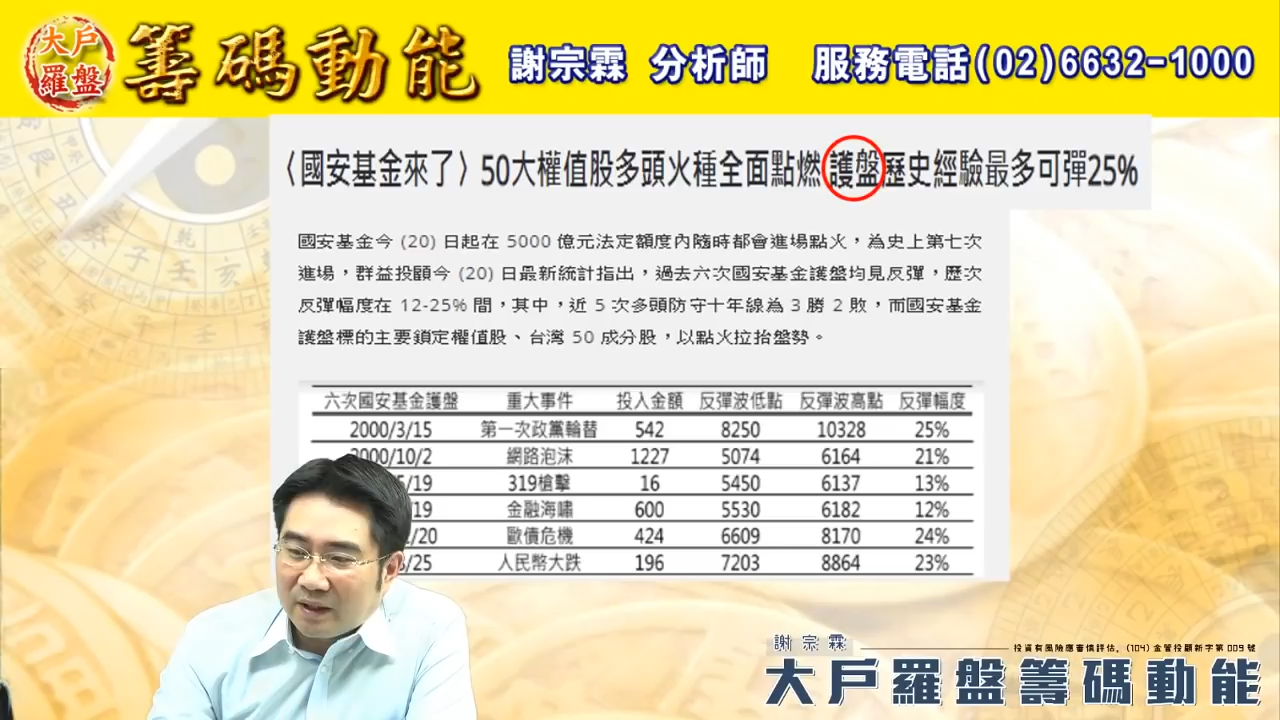 大戶
羅盤
籌碼動能
謝宗霖 分析師 服務電話(02)6632-1000
〈國安基金來了〉50大權值股多頭火種全面點燃 護盤歷史經驗最多可彈25%
國安基金今 (20) 日起在 5000 億元法定額度內隨時都會進場點火，為史上第七次
進場，群益投顧今 (20) 日最新統計指出，過去六次國安基金護盤均見反彈，歷次
反彈幅度在 12-25% 間，其中，近 5 次多頭防守十年線為 3 勝 2 敗，而國安基金
護盤標的主要鎖定權值股、台灣 50 成分股，以點火拉抬盤勢。
六次國安基金護盤 重大事件 投入金額 反彈波低點 反彈波高點 反彈幅度
2000/3/15 第一次政黨輪替 542 8250 10328 25%
2000/10/2 網路泡沫 1227 5074 6164 21%
/19 319槍擊 16 5450 6137 13%
19 金融海嘯 600 5530 6182 12%
/20 歐債危機 424 6609 8170 24%
/25 人民幣大跌 196 7203 8864 23%
謝宗霖
投資有風險應審慎評估。(104)金管投顧新字第 009 號
大戶羅盤籌碼動能